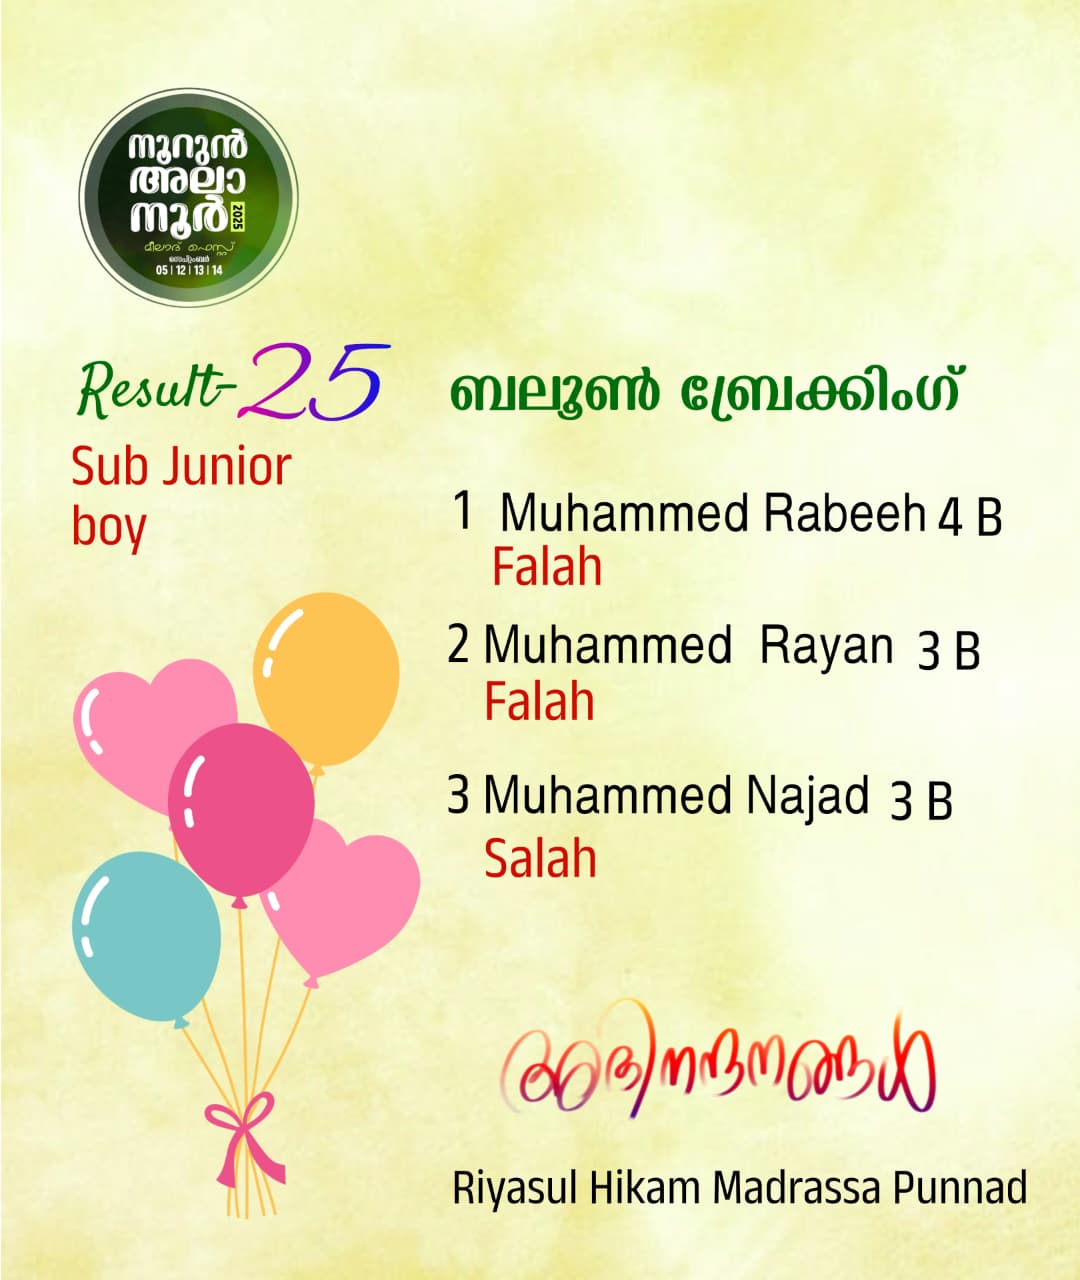 നൂറുൻ
അലാ
നൂർ 2025
മീലാദ് ഫെസ്റ്റ്
സെപ്റ്റംബർ
05 | 12 | 13 | 14
Result-25
Sub Junior
boy
ബലൂൺ ബ്രേക്കിംഗ്
1 Muhammed Rabeeh 4 B
Falah
2 Muhammed Rayan 3 B
Falah
3 Muhammed Najad 3 B
Salah
അഭിനന്ദനങ്ങൾ
Riyasul Hikam Madrassa Punnad